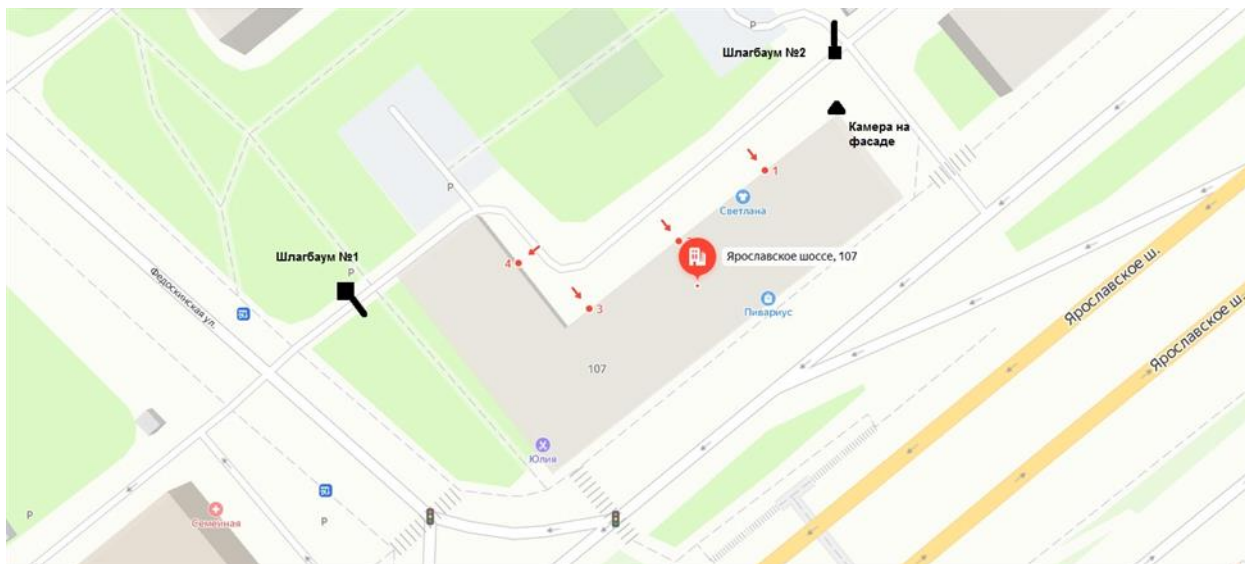 P
Шлагбаум №2
Камера на
фасаде
1
Светлана
P
Шлагбаум №1
4
P
Ярославское шоссе, 107
Федоскинская ул.
3
Пивариус
Ярославское ш.
Ярославское ш.
107
Юлия
P
Семейная
P